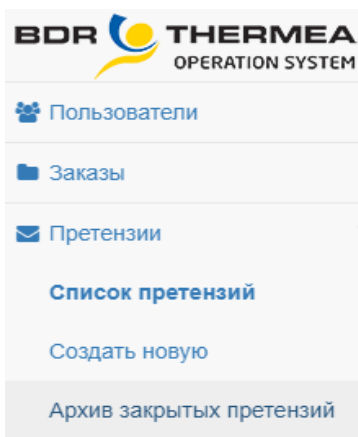 BDR THERMEA
OPERATION SYSTEM
Пользователи
Заказы
Претензии
Список претензий
Создать новую
Архив закрытых претензий